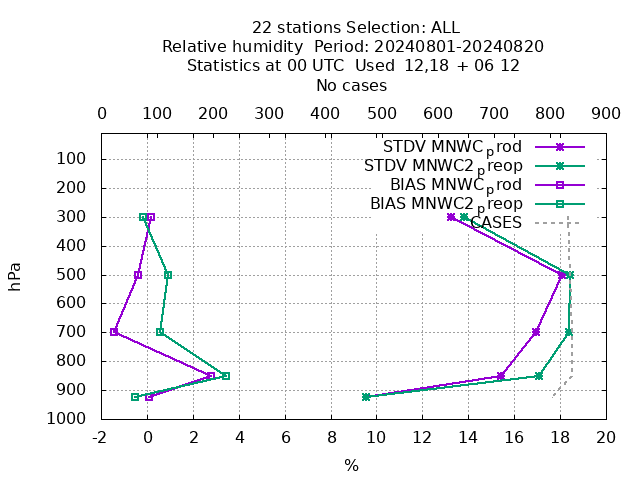 22 stations Selection: ALL
Relative humidity  Period: 20240801-20240820
Statistics at 00 UTC  Used  12,18 + 06 12
No cases
0 100 200 300 400 500 600 700 800 900
STDV MNWC_prod
STDV MNWC2_preop
BIAS MNWC_prod
BIAS MNWC2_preop
CASES
100
200
300
400
500
600
700
800
900
1000
hPa
-2 0 2 4 6 8 10 12 14 16 18 20
%